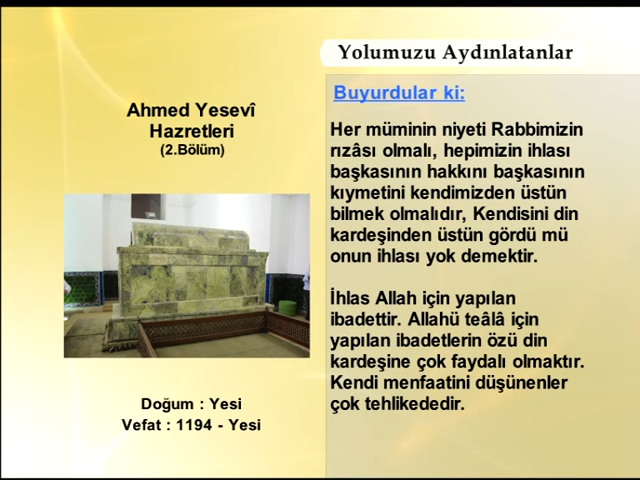 Yolumuzu Aydınlatanlar
Ahmed Yesevî
Hazretleri
(2.Bölüm)
Doğum : Yesi
Vefat : 1194 - Yesi
Buyurdular ki:
Her müminin niyeti Rabbimizin
rızâsı olmalı, hepimizin ihlası
başkasının hakkını başkasının
kıymetini kendimizden üstün
bilmek olmalıdır, Kendisini din
kardeşinden üstün gördü mü
onun ihlası yok demektir.
İhlas Allah için yapılan
ibadettir. Allahü teâlâ için
yapılan ibadetlerin özü din
kardeşine çok faydalı olmaktır.
Kendi menfaatini düşünenler
çok tehlikededir.